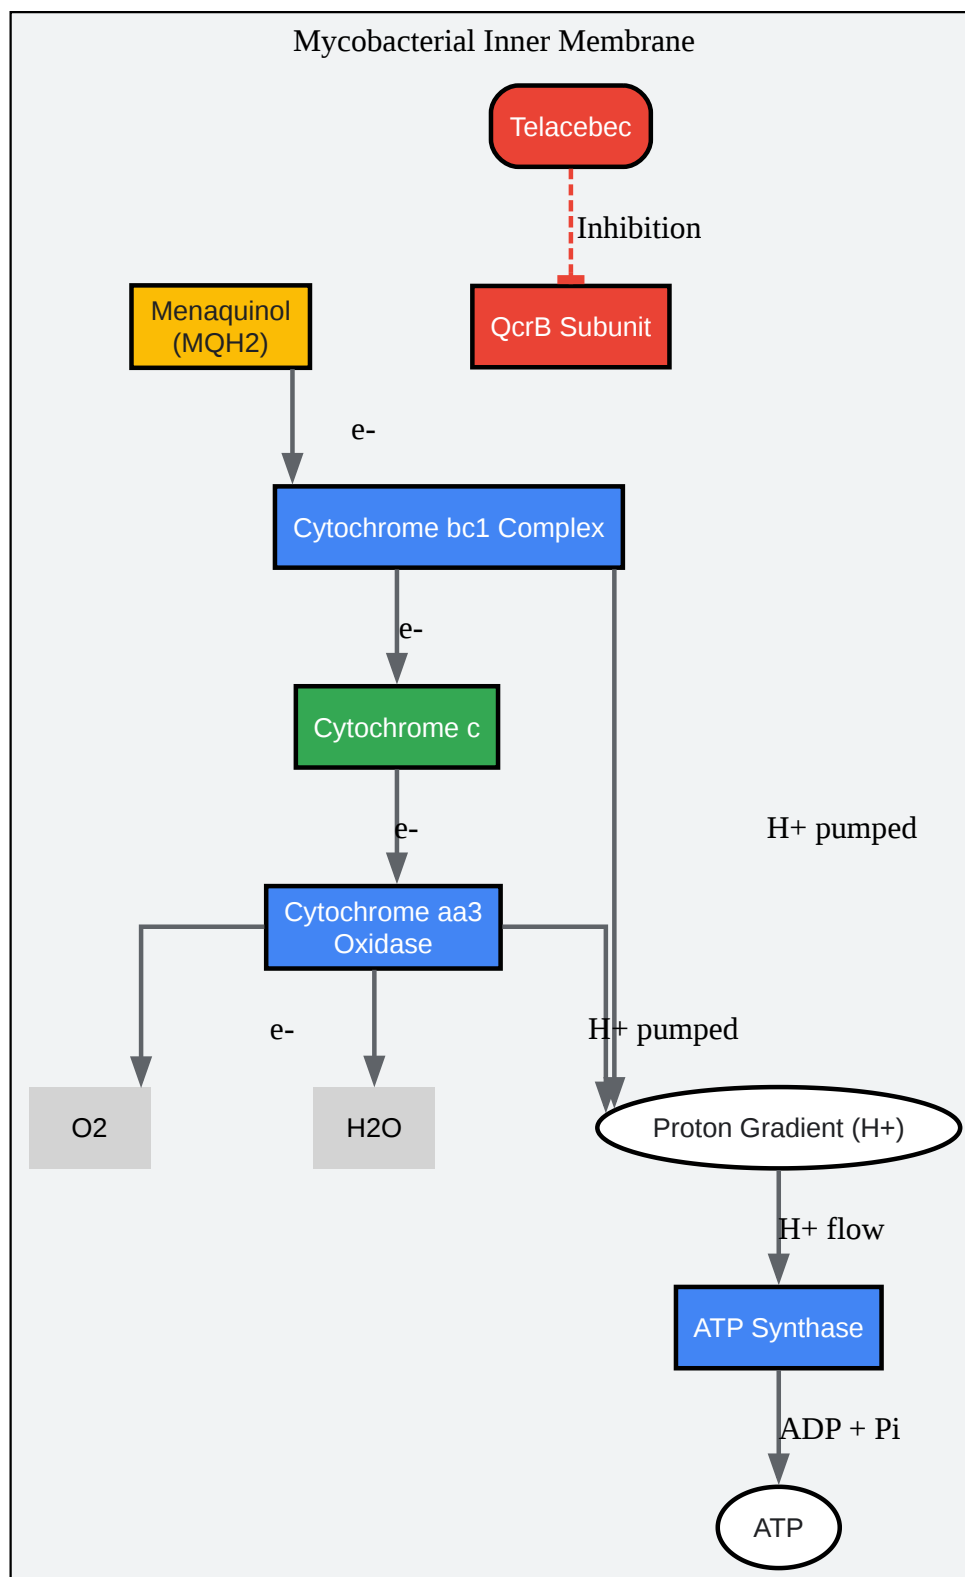 Mycobacterial Inner Membrane
Telacebec
Inhibition
Menaquinol
(MQH2)
QcrB Subunit
e-
Cytochrome bc1 Complex
e-
Cytochrome c
e-
H+ pumped
Cytochrome aa3
Oxidase
e-
H+ pumped
O2
H2O
Proton Gradient (H+)
H+ flow
ATP Synthase
ADP + Pi
ATP